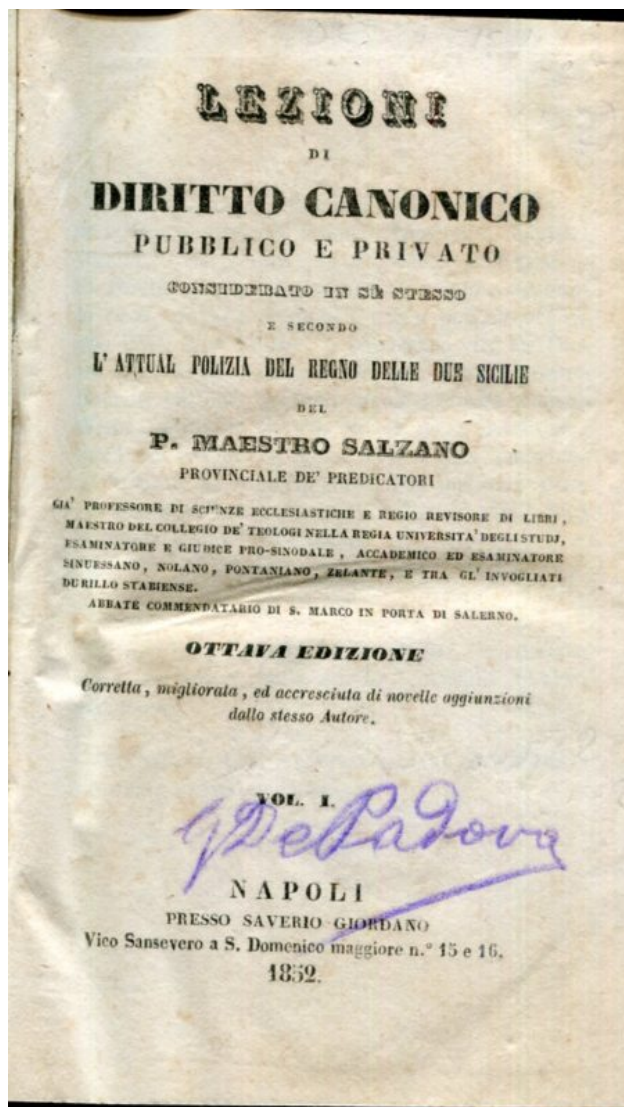 LEZIONI
DI
DIRITTO CANONICO
PUBBLICO E PRIVATO
CONSIDERATO IN SÈ STESSO
E SECONDO
L' ATTUAL POLIZIA DEL REGNO DELLE DUE SICILIE
DEL
P. MAESTRO SALZANO
PROVINCIALE DE' PREDICATORI
GIA' PROFESSORE DI SCIENZE ECCLESIASTICHE E REGIO REVISORE DI LIBRI,
MAESTRO DEL COLLEGIO DE' TEOLOGI NELLA REGIA UNIVERSITA' DEGLI STUDJ,
ESAMINATORE E GIUDICE PRO-SINODALE, ACCADEMICO ED ESAMINATORE
SINUESSANO, NOLANO, PONTANIANO, ZELANTE, E TRA GL' INVOGLIATI
DURILLO STABIENSE.
ABBATE COMMENDATARIO DI S. MARCO IN PORTA DI SALERNO.
OTTAVA EDIZIONE
Corretta, migliorata, ed accresciuta di novelle aggiunzioni
dallo stesso Autore.
VOL. I.
G De Padova
NAPOLI
PRESSO SAVERIO GIORDANO
Vico Sansevero a S. Domenico maggiore n.° 15 e 16.
1852.